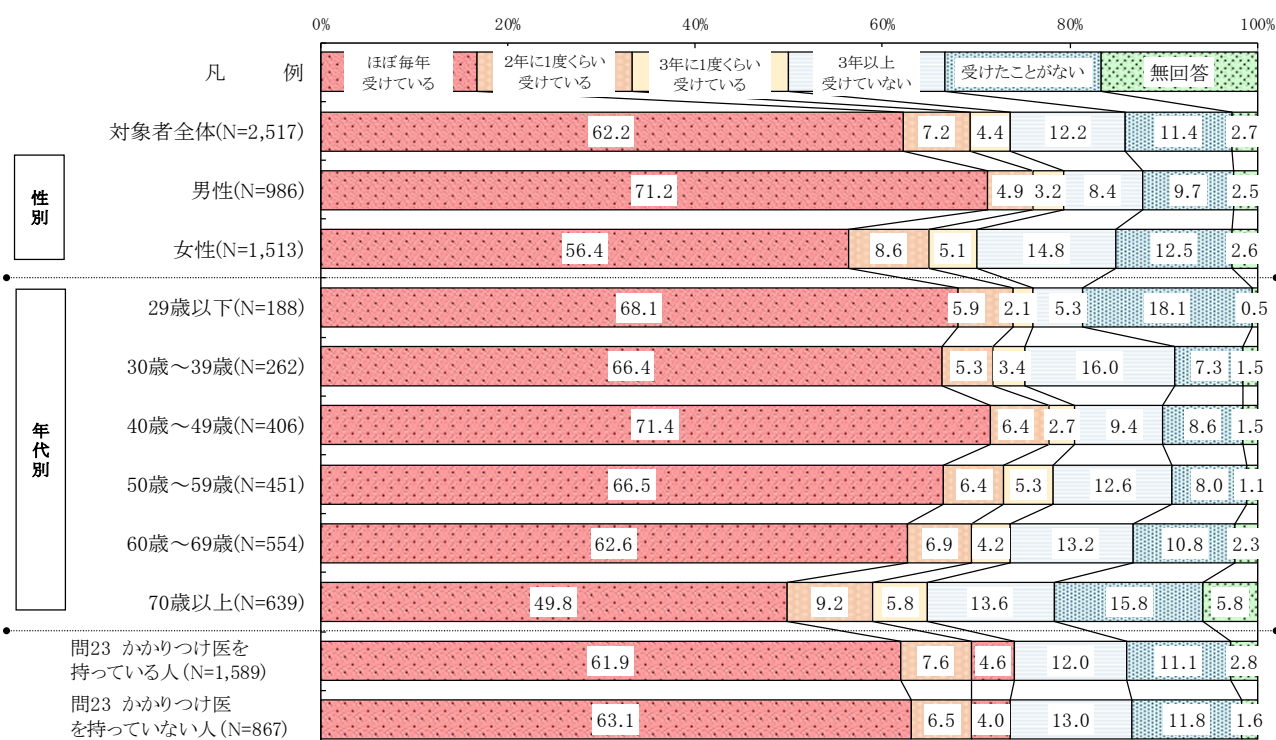 0% 20% 40% 60% 80% 100%
凡 例
ほぼ毎年
受けている
2年に1度くらい
受けている
3年に1度くらい
受けている
3年以上
受けていない
受けたことがない
無回答
対象者全体(N=2,517) 62.2 7.2 4.4 12.2 11.4 2.7
性別
男性(N=986) 71.2 4.9 3.2 8.4 9.7 2.5
女性(N=1,513) 56.4 8.6 5.1 14.8 12.5 2.6
年代別
29歳以下(N=188) 68.1 5.9 2.1 5.3 18.1 0.5
30歳～39歳(N=262) 66.4 5.3 3.4 16.0 7.3 1.5
40歳～49歳(N=406) 71.4 6.4 2.7 9.4 8.6 1.5
50歳～59歳(N=451) 66.5 6.4 5.3 12.6 8.0 1.1
60歳～69歳(N=554) 62.6 6.9 4.2 13.2 10.8 2.3
70歳以上(N=639) 49.8 9.2 5.8 13.6 15.8 5.8
問23 かかりつけ医を
持っている人(N=1,589) 61.9 7.6 4.6 12.0 11.1 2.8
問23 かかりつけ医
を持っていない人(N=867) 63.1 6.5 4.0 13.0 11.8 1.6